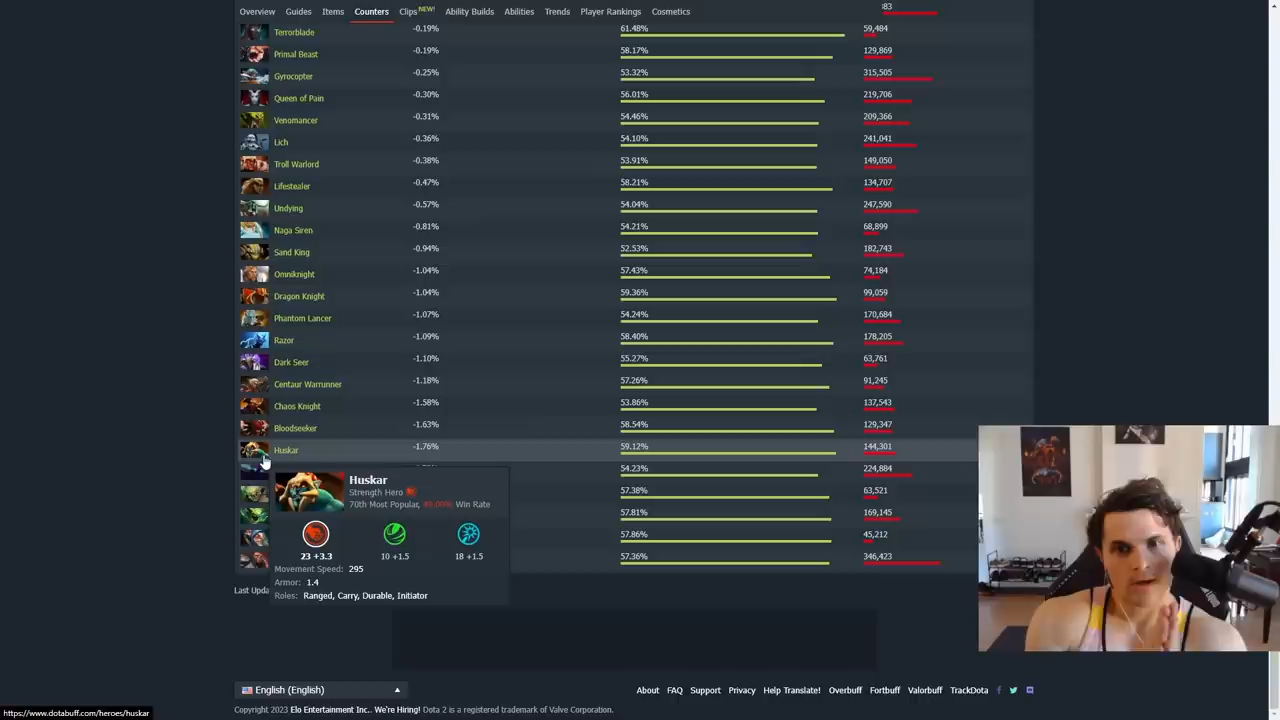 Overview Guides Items Counters Clips NEW! Ability Builds Abilities Trends Player Rankings Cosmetics
Terrorblade -0.19% 61.48% 59,484
Primal Beast -0.19% 58.17% 129,869
Gyrocopter -0.25% 53.32% 315,505
Queen of Pain -0.30% 56.01% 219,706
Venomancer -0.31% 54.46% 209,366
Lich -0.36% 54.10% 241,041
Troll Warlord -0.38% 53.91% 149,050
Lifestealer -0.47% 58.21% 134,707
Undying -0.57% 54.04% 247,590
Naga Siren -0.81% 54.21% 68,899
Sand King -0.94% 52.53% 182,743
Omniknight -1.04% 57.43% 74,184
Dragon Knight -1.04% 59.36% 99,059
Phantom Lancer -1.07% 54.24% 170,684
Razor -1.09% 58.40% 178,205
Dark Seer -1.10% 55.27% 63,761
Centaur Warrunner -1.18% 57.26% 91,245
Chaos Knight -1.58% 53.86% 137,543
Bloodseeker -1.63% 58.54% 129,347
Huskar -1.76% 59.12% 144,301
54.23% 224,884
57.38% 63,521
57.81% 169,145
57.86% 45,212
57.36% 346,423
Huskar
Strength Hero
70th Most Popular, Win Rate
23 +3.3 10 +1.5 18 +1.5
Movement Speed: 295
Armor: 1.4
Roles: Ranged, Carry, Durable, Initiator
Last Upda
English (English)
About FAQ Support Privacy Help Translate! Overbuff Fortbuff Valorbuff TrackDota
Copyright 2023 Elo Entertainment Inc.. We're Hiring! Dota 2 is a registered trademark of Valve Corporation.
https://www.dotabuff.com/heroes/huskar